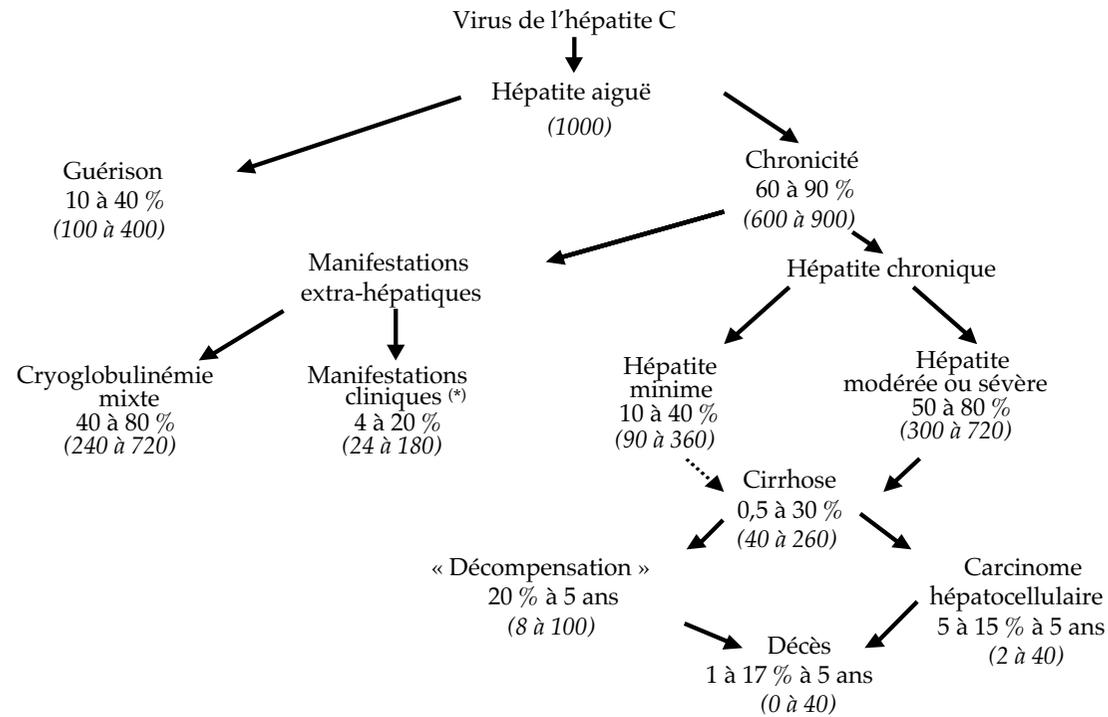 Virus de l’hépatite C
Hépatite aiguë
(1000)
Guérison
10 à 40 %
(100 à 400)
Chronicité
60 à 90 %
(600 à 900)
Manifestations
extra-hépatiques
Hépatite chronique
Cryoglobulinémie
mixte
40 à 80 %
(240 à 720)
Manifestations
cliniques (*)
4 à 20 %
(24 à 180)
Hépatite
minime
10 à 40 %
(90 à 360)
Hépatite
modérée ou sévère
50 à 80 %
(300 à 720)
Cirrhose
0,5 à 30 %
(40 à 260)
« Décompensation »
20 % à 5 ans
(8 à 100)
Carcinome
hépatocellulaire
5 à 15 % à 5 ans
(2 à 40)
Décès
1 à 17 % à 5 ans
(0 à 40)